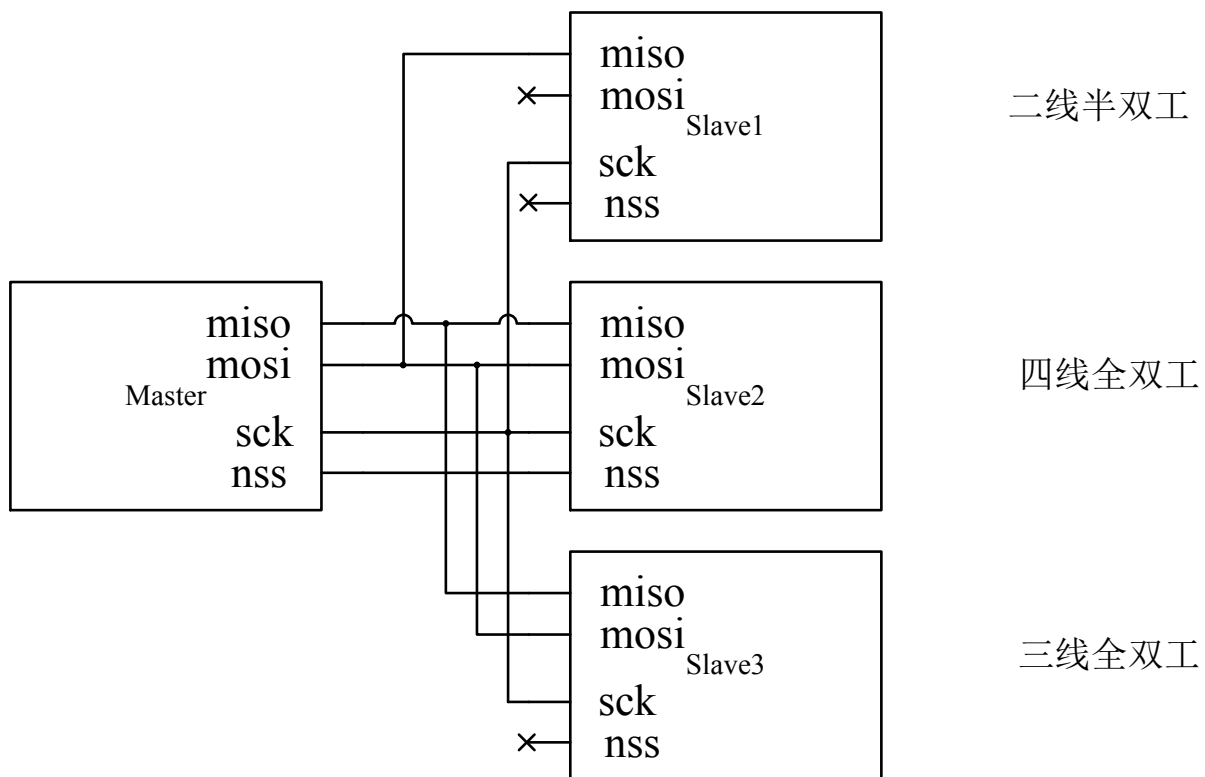 miso
mosi
Slave1
sck
nss
二线半双工
miso
mosi
Master
sck
nss
miso
mosi
Slave2
sck
nss
四线全双工
miso
mosi
Slave3
sck
nss
三线全双工